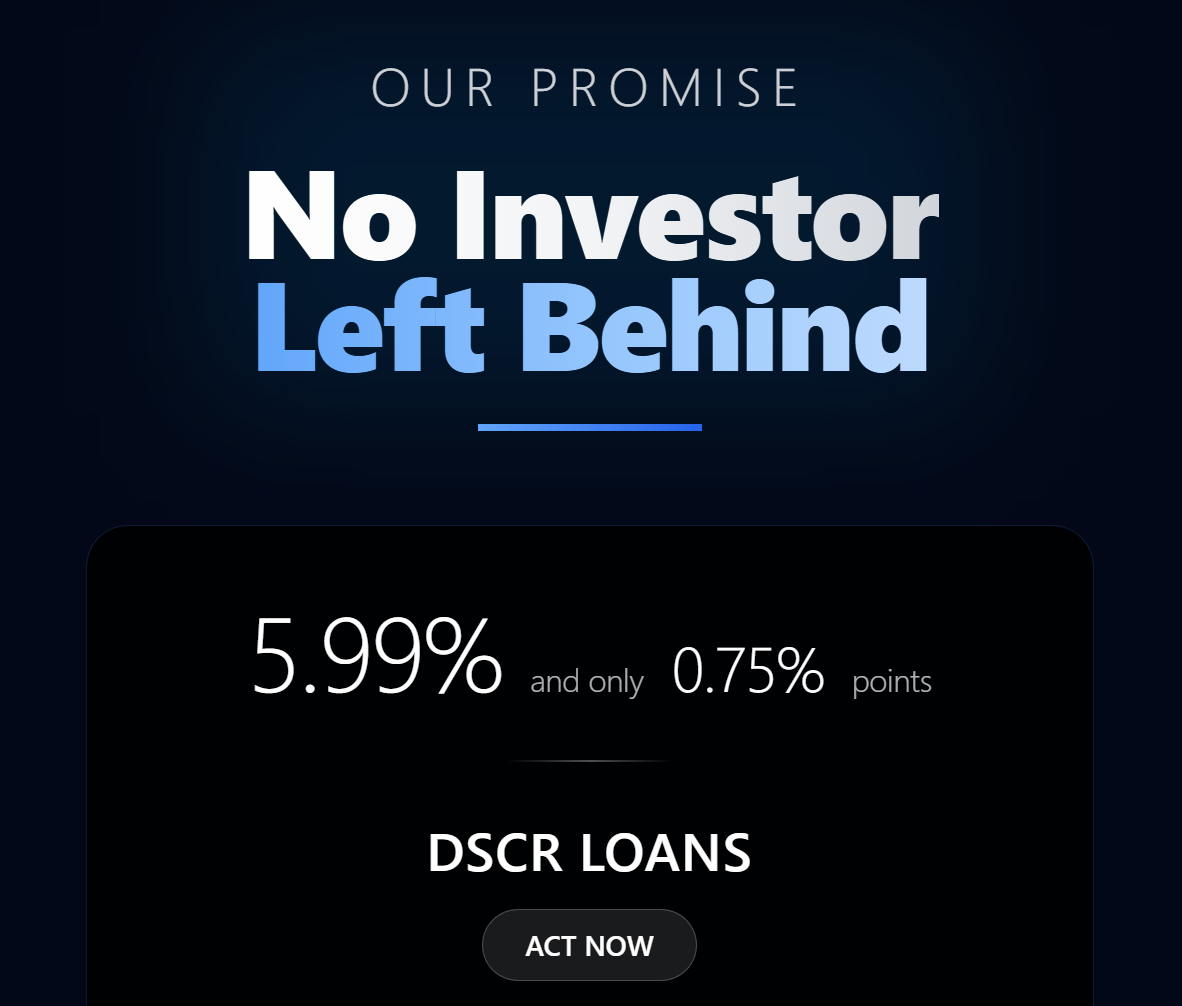 OUR PROMISE
No Investor
Left Behind
5.99% and only 0.75% points
DSCR LOANS
ACT NOW